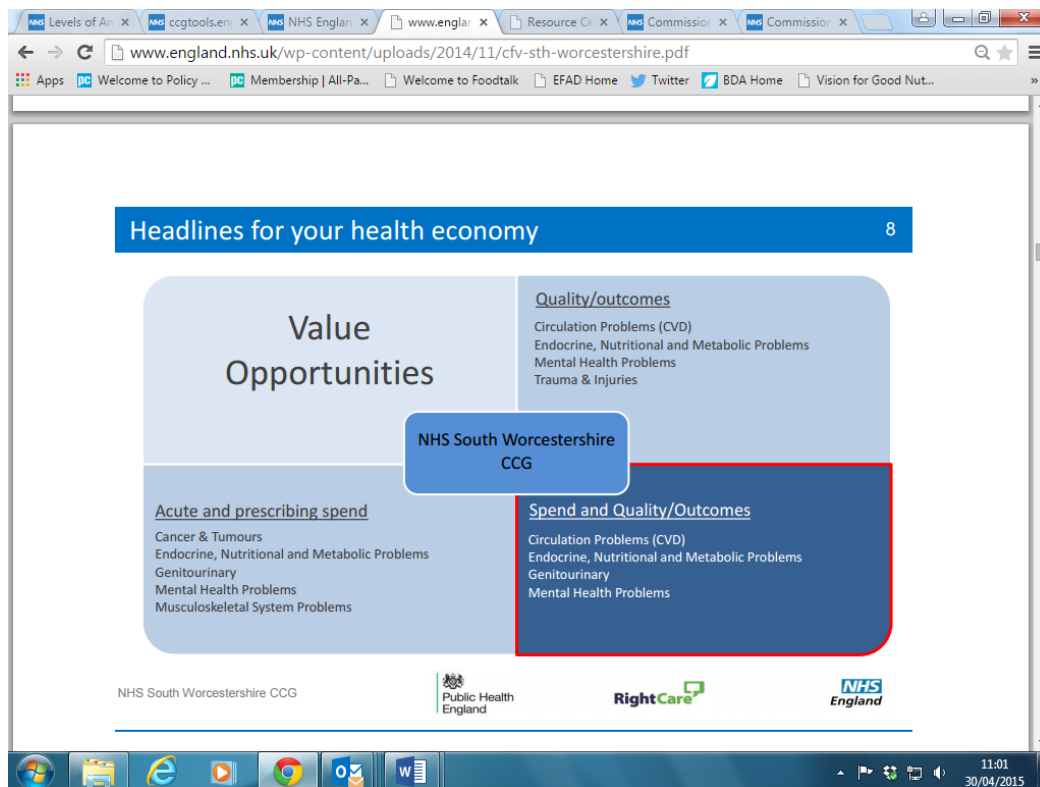 Levels of An
ccgtools.en
NHS Englan
www.englar
Resource Ce
Commission
Commission
www.england.nhs.uk/wp-content/uploads/2014/11/cfv-sth-worcestershire.pdf
Apps Welcome to Policy ... Membership | All-Pa... Welcome to Foodtalk EFAD Home Twitter BDA Home Vision for Good Nut... »
Headlines for your health economy 8
Value
Opportunities
Quality/outcomes
Circulation Problems (CVD)
Endocrine, Nutritional and Metabolic Problems
Mental Health Problems
Trauma & Injuries
NHS South Worcestershire
CCG
Acute and prescribing spend
Cancer & Tumours
Endocrine, Nutritional and Metabolic Problems
Genitourinary
Mental Health Problems
Musculoskeletal System Problems
Spend and Quality/Outcomes
Circulation Problems (CVD)
Endocrine, Nutritional and Metabolic Problems
Genitourinary
Mental Health Problems
NHS South Worcestershire CCG
Public Health
England
RightCare
NHS
England
11:01
30/04/2015